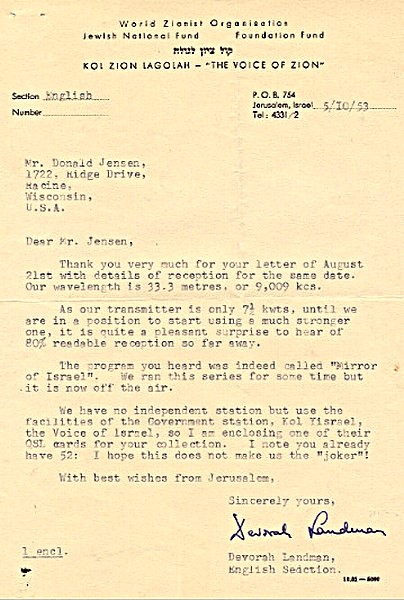 World Zionist Organisation
Jewish National Fund Foundation Fund
קול ציון לגולה
KOL ZION LAGOLAH – "THE VOICE OF ZION"
Section English
Number
P. O. B. 754
Jerusalem, Israel 5/10/53
Tel: 4331/2
Mr. Donald Jensen,
1722, Ridge Drive,
Racine,
Wisconsin,
U.S.A.
Dear Mr. Jensen,
Thank you very much for your letter of August
21st with details of reception for the same date.
Our wavelength is 33.3 metres, or 9,009 kcs.
As our transmitter is only 7½ kwts, until we
are in a position to start using a much stronger
one, it is quite a pleasant surprise to hear of
80% readable reception so far away.
The program you heard was indeed called "Mirror
of Israel". We ran this series for some time but
it is now off the air.
We have no independent station but use the
facilities of the Government station, Kol Yisrael,
the Voice of Israel, so I am enclosing one of their
QSL cards for your collection. I note you already
have 52: I hope this does not make us the "joker"!
With best wishes from Jerusalem,
Sincerely yours,
Devorah Landman
1 encl.
Devorah Landman,
English Sedction.